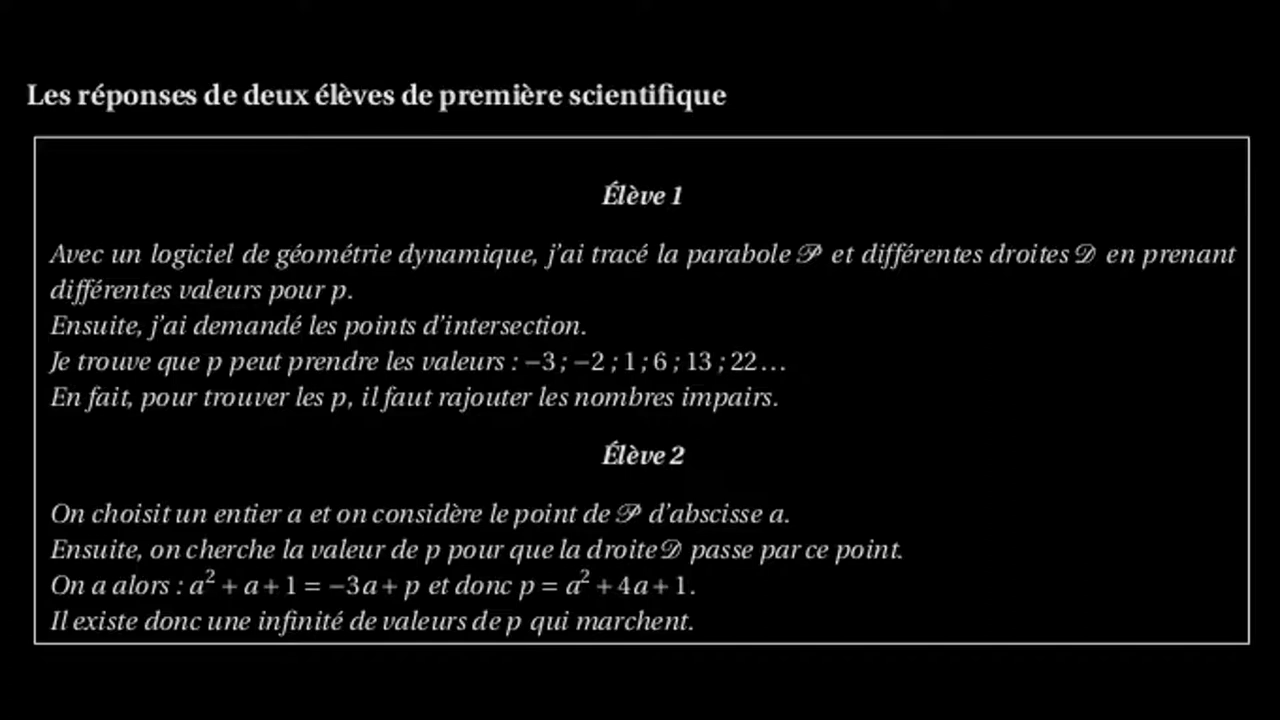 Les réponses de deux élèves de première scientifique
Élève 1
Avec un logiciel de géométrie dynamique, j'ai tracé la parabole 𝒫 et différentes droites 𝒟 en prenant
différentes valeurs pour p.
Ensuite, j'ai demandé les points d'intersection.
Je trouve que p peut prendre les valeurs : −3 ; −2 ; 1 ; 6 ; 13 ; 22…
En fait, pour trouver les p, il faut rajouter les nombres impairs.
Élève 2
On choisit un entier a et on considère le point de 𝒫 d'abscisse a.
Ensuite, on cherche la valeur de p pour que la droite 𝒟 passe par ce point.
On a alors : a² + a + 1 = −3a + p et donc p = a² + 4a + 1.
Il existe donc une infinité de valeurs de p qui marchent.